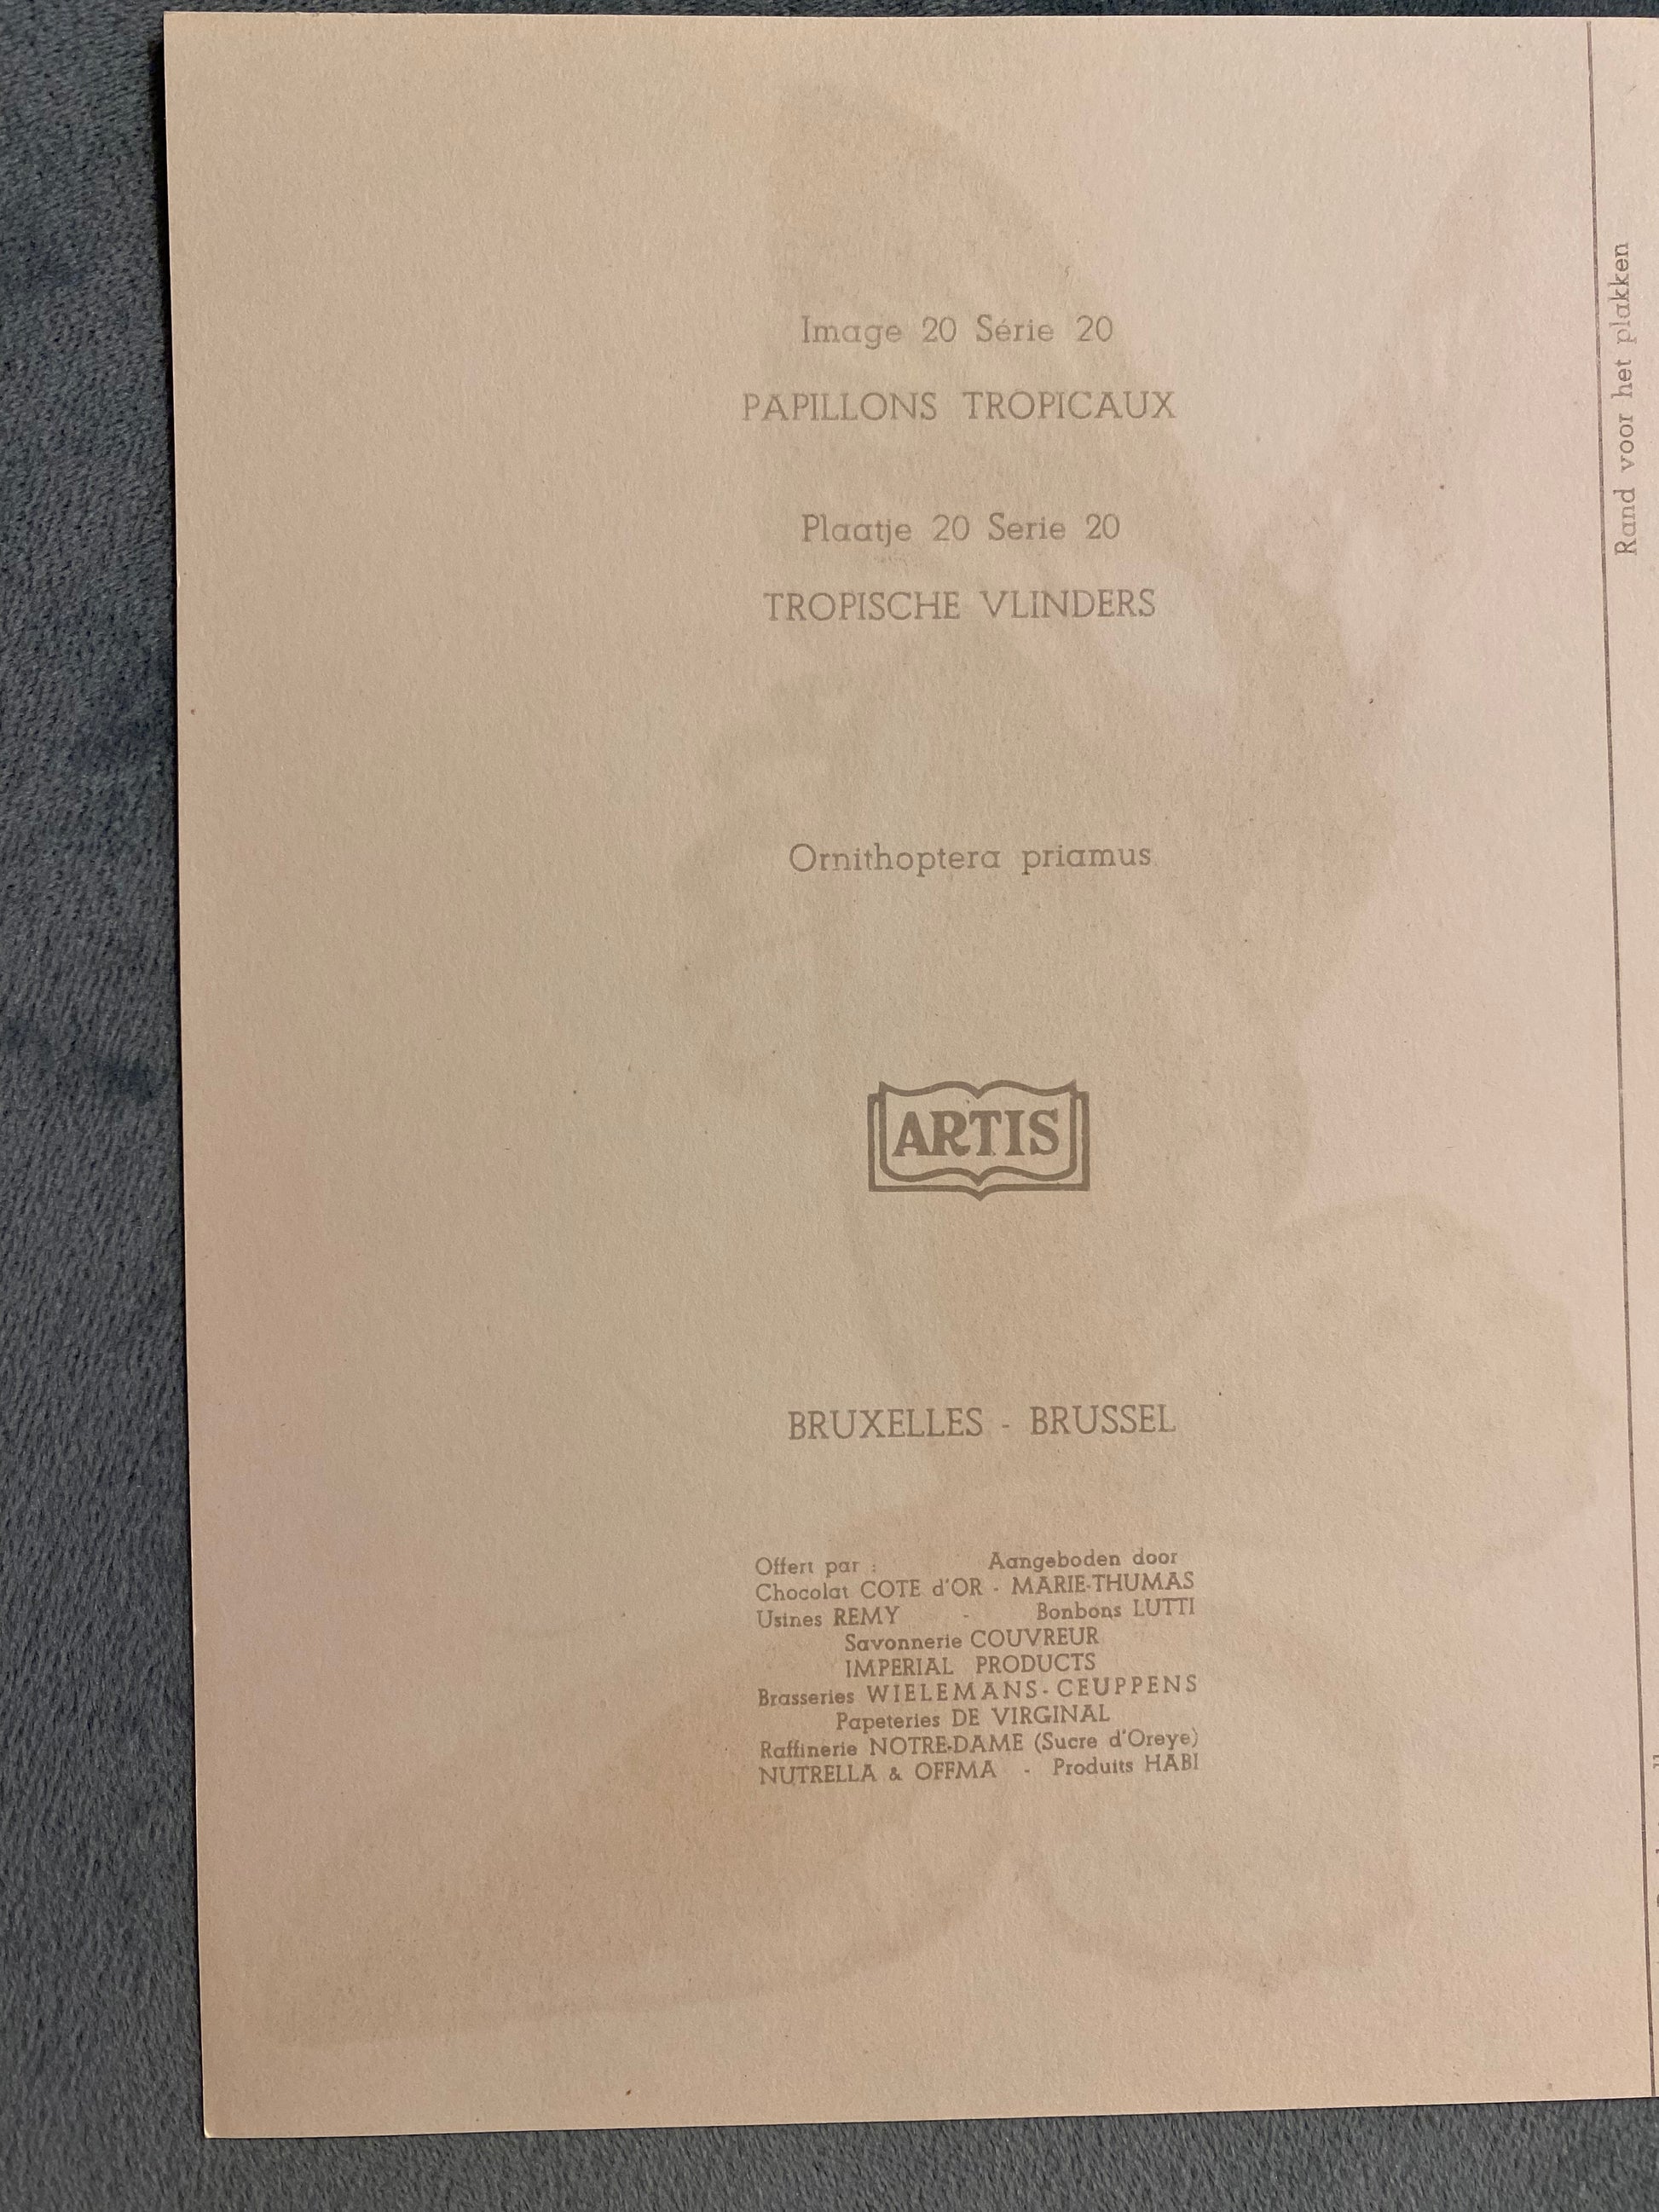 Image 20 Série 20
PAPILLONS TROPICAUX
Plaatje 20 Serie 20
TROPISCHE VLINDERS
Ornithoptera priamus
ARTIS
BRUXELLES - BRUSSEL
Offert par : Aangeboden door
Chocolat COTE d'OR - MARIE-THUMAS
Usines REMY - Bonbons LUTTI
Savonnerie COUVREUR
IMPERIAL PRODUCTS
Brasseries WIELEMANS-CEUPPENS
Papeteries DE VIRGINAL
Raffinerie NOTRE-DAME (Sucre d'Oreye)
NUTRELLA & OFFMA - Produits HABI
Rand voor het plakken